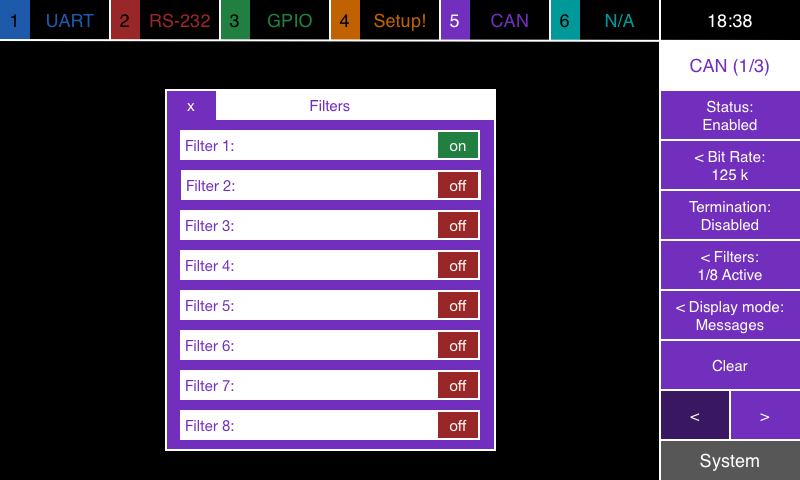 1 UART 2 RS-232 3 GPIO 4 Setup! 5 CAN 6 N/A 18:38
CAN (1/3)
Status:
Enabled
< Bit Rate:
125 k
Termination:
Disabled
< Filters:
1/8 Active
< Display mode:
Messages
Clear
< >
System
x Filters
Filter 1: on
Filter 2: off
Filter 3: off
Filter 4: off
Filter 5: off
Filter 6: off
Filter 7: off
Filter 8: off